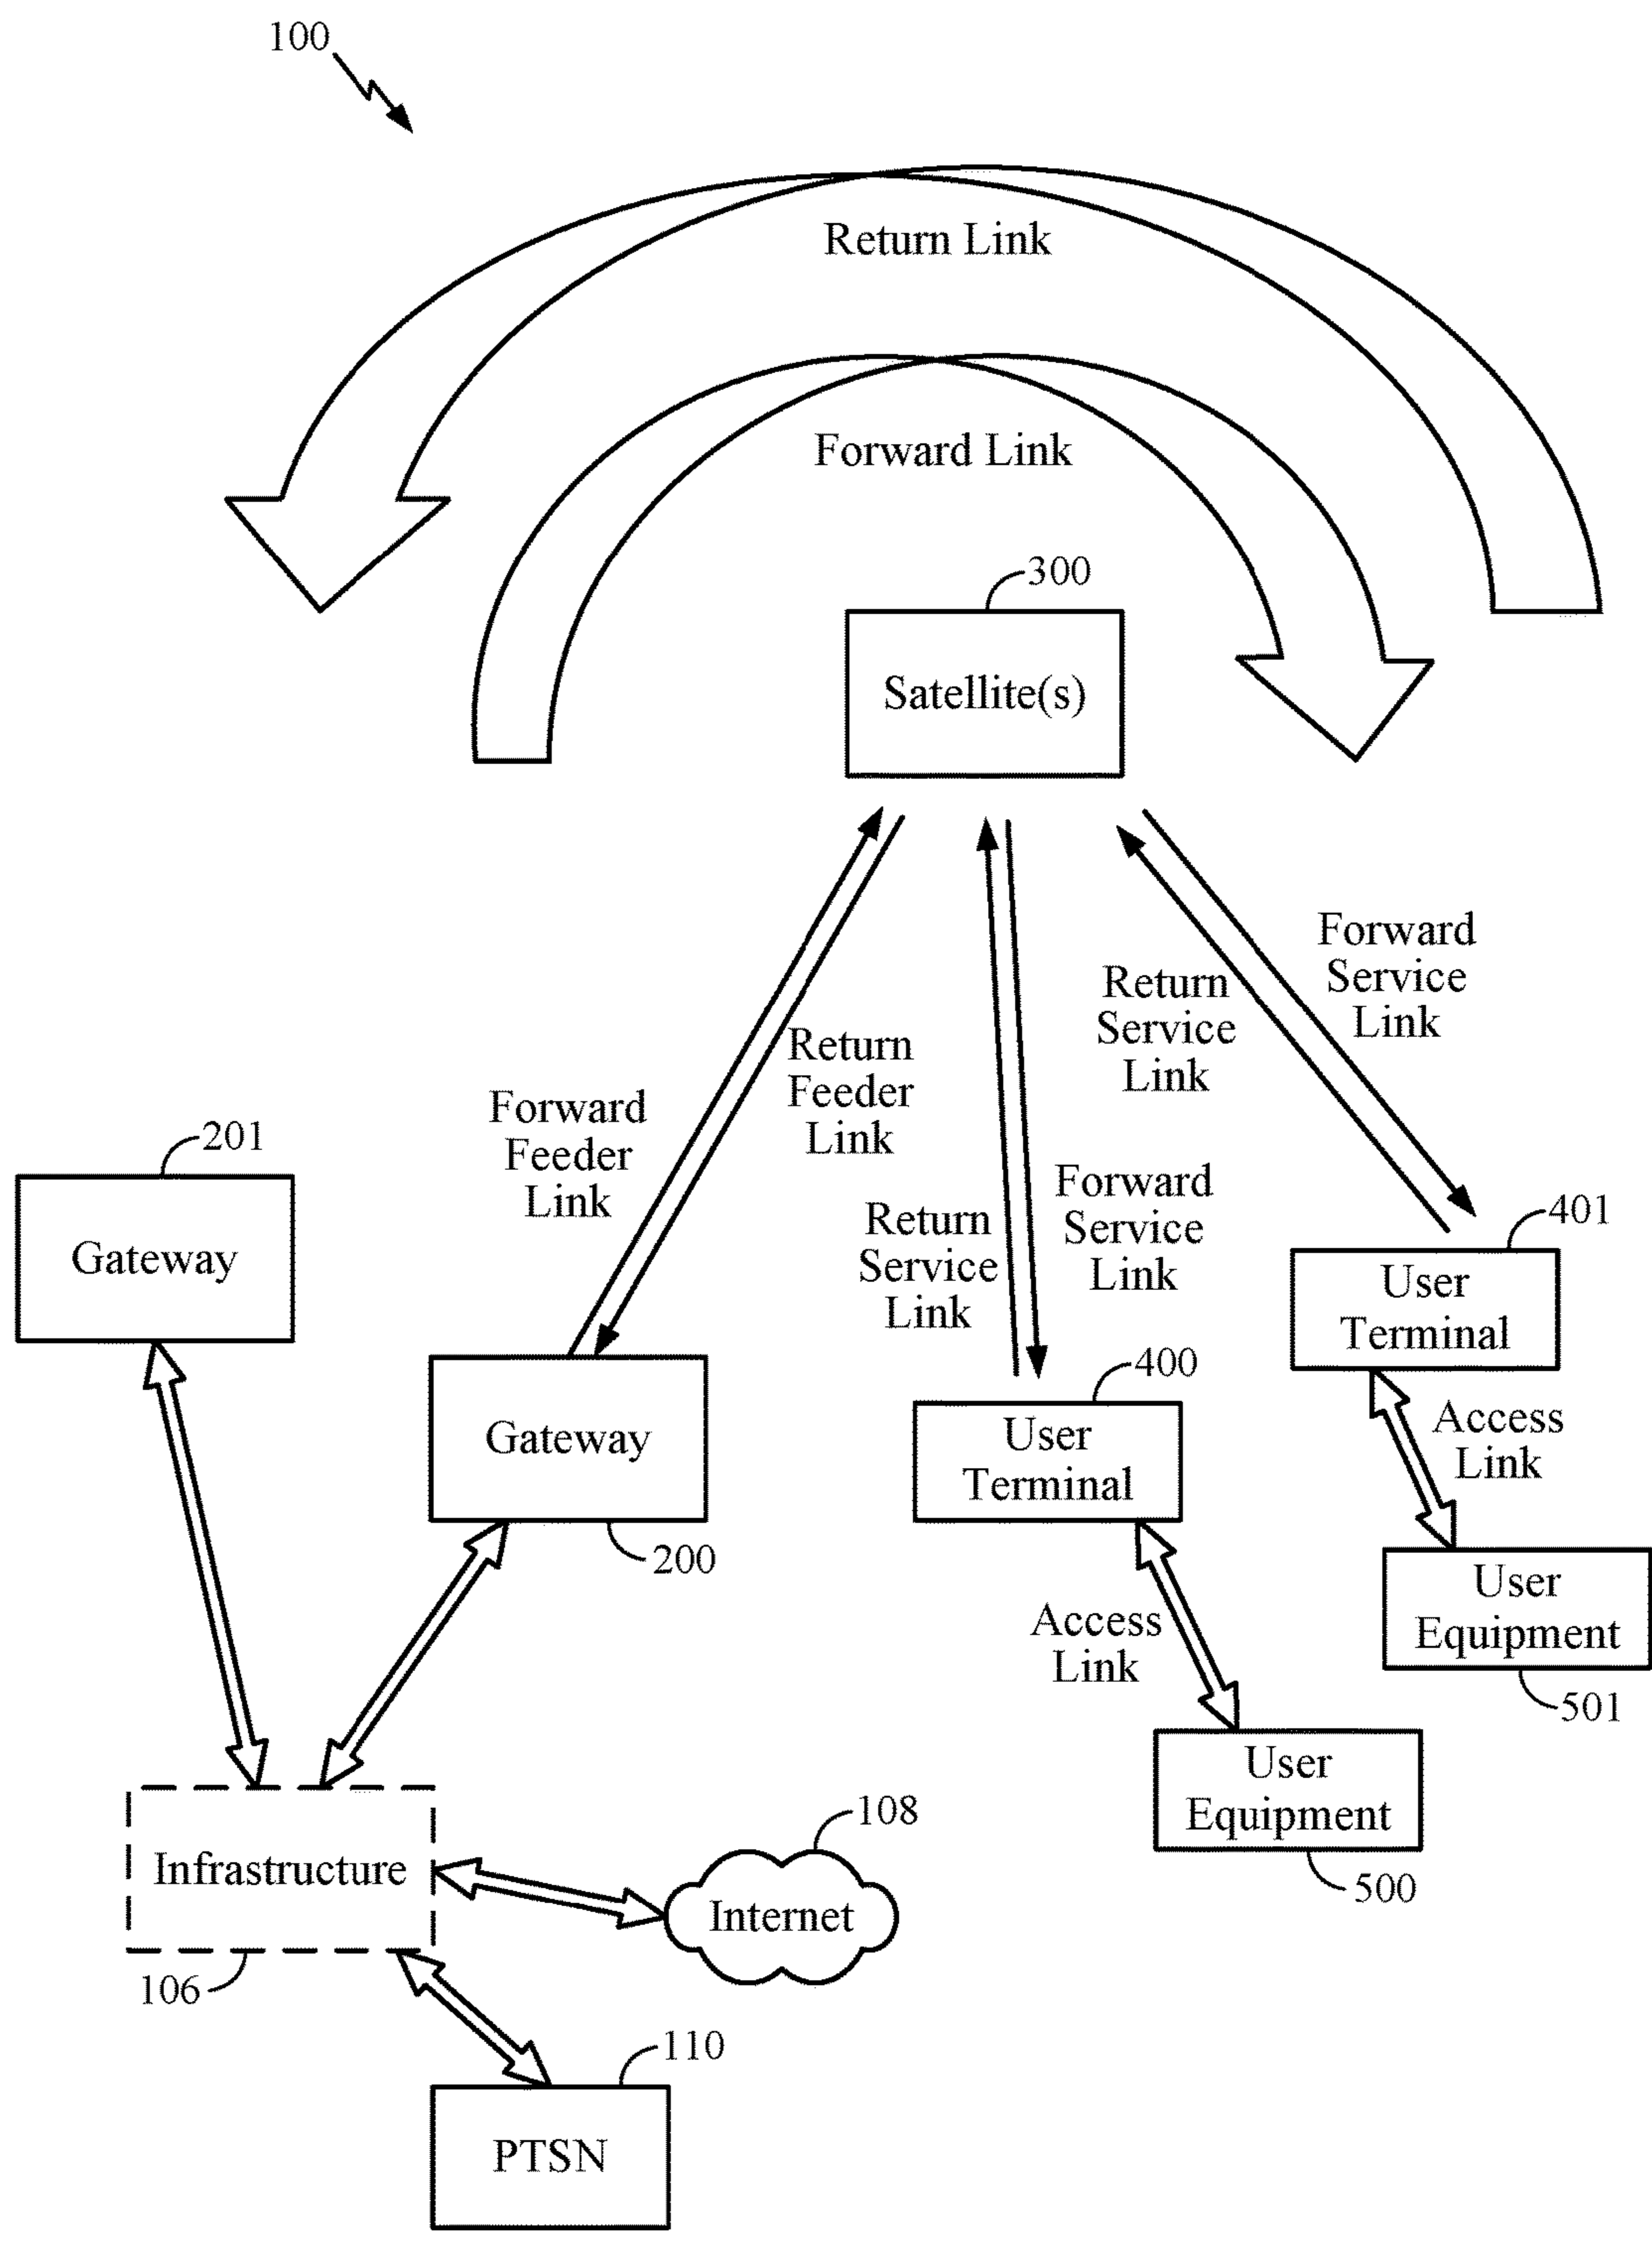 100
Return Link
Forward Link
300
Satellite(s)
Forward
Service
Link
Return
Service
Link
Return
Feeder
Link
Forward
Feeder
Link
201
Gateway
Return
Service
Link
Forward
Service
Link
401
User
Terminal
400
User
Terminal
Gateway
200
Access
Link
User
Equipment
501
Access
Link
User
Equipment
500
Infrastructure
106
108
Internet
110
PTSN